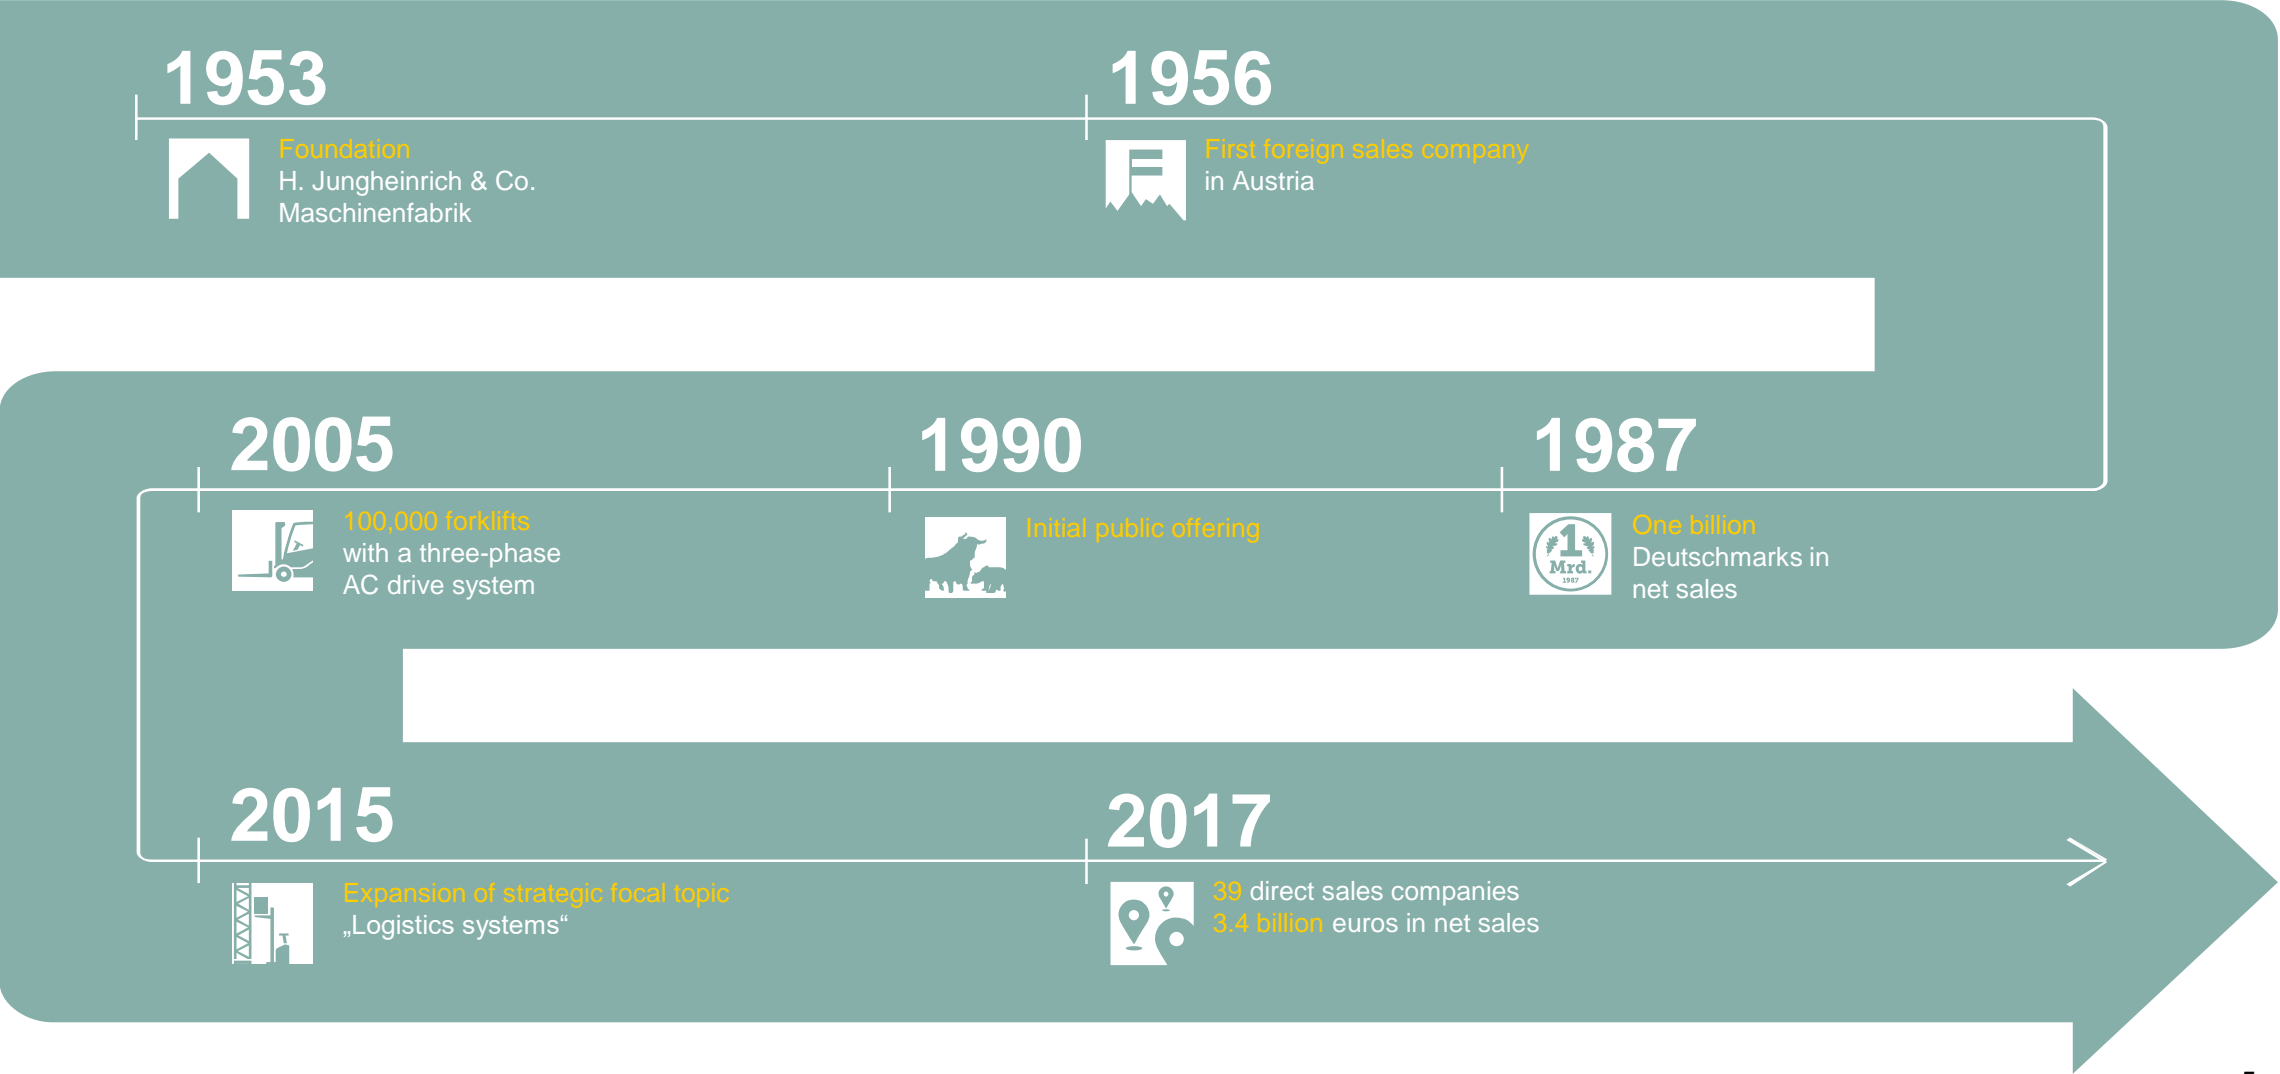 1953
Foundation
H. Jungheinrich & Co.
Maschinenfabrik
1956
First foreign sales company
in Austria
2005
100,000 forklifts
with a three-phase
AC drive system
1990
Initial public offering
1987
1
Mrd.
1987
One billion
Deutschmarks in
net sales
2015
Expansion of strategic focal topic
„Logistics systems“
2017
39 direct sales companies
3.4 billion euros in net sales